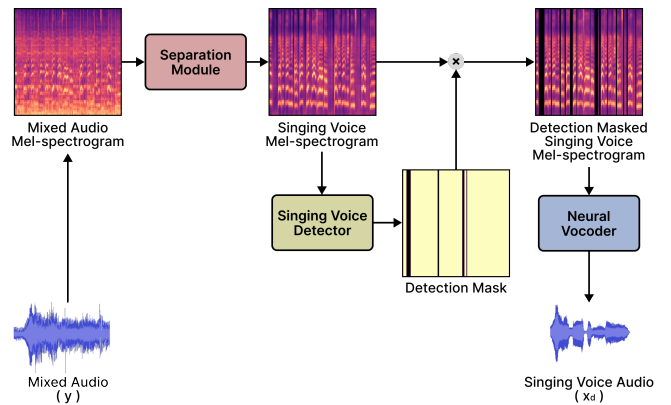 Separation
Module
Mixed Audio
Mel-spectrogram
Singing Voice
Mel-spectrogram
×
Detection Masked
Singing Voice
Mel-spectrogram
Singing Voice
Detector
Neural
Vocoder
Detection Mask
Mixed Audio
( y )
Singing Voice Audio
( xd )